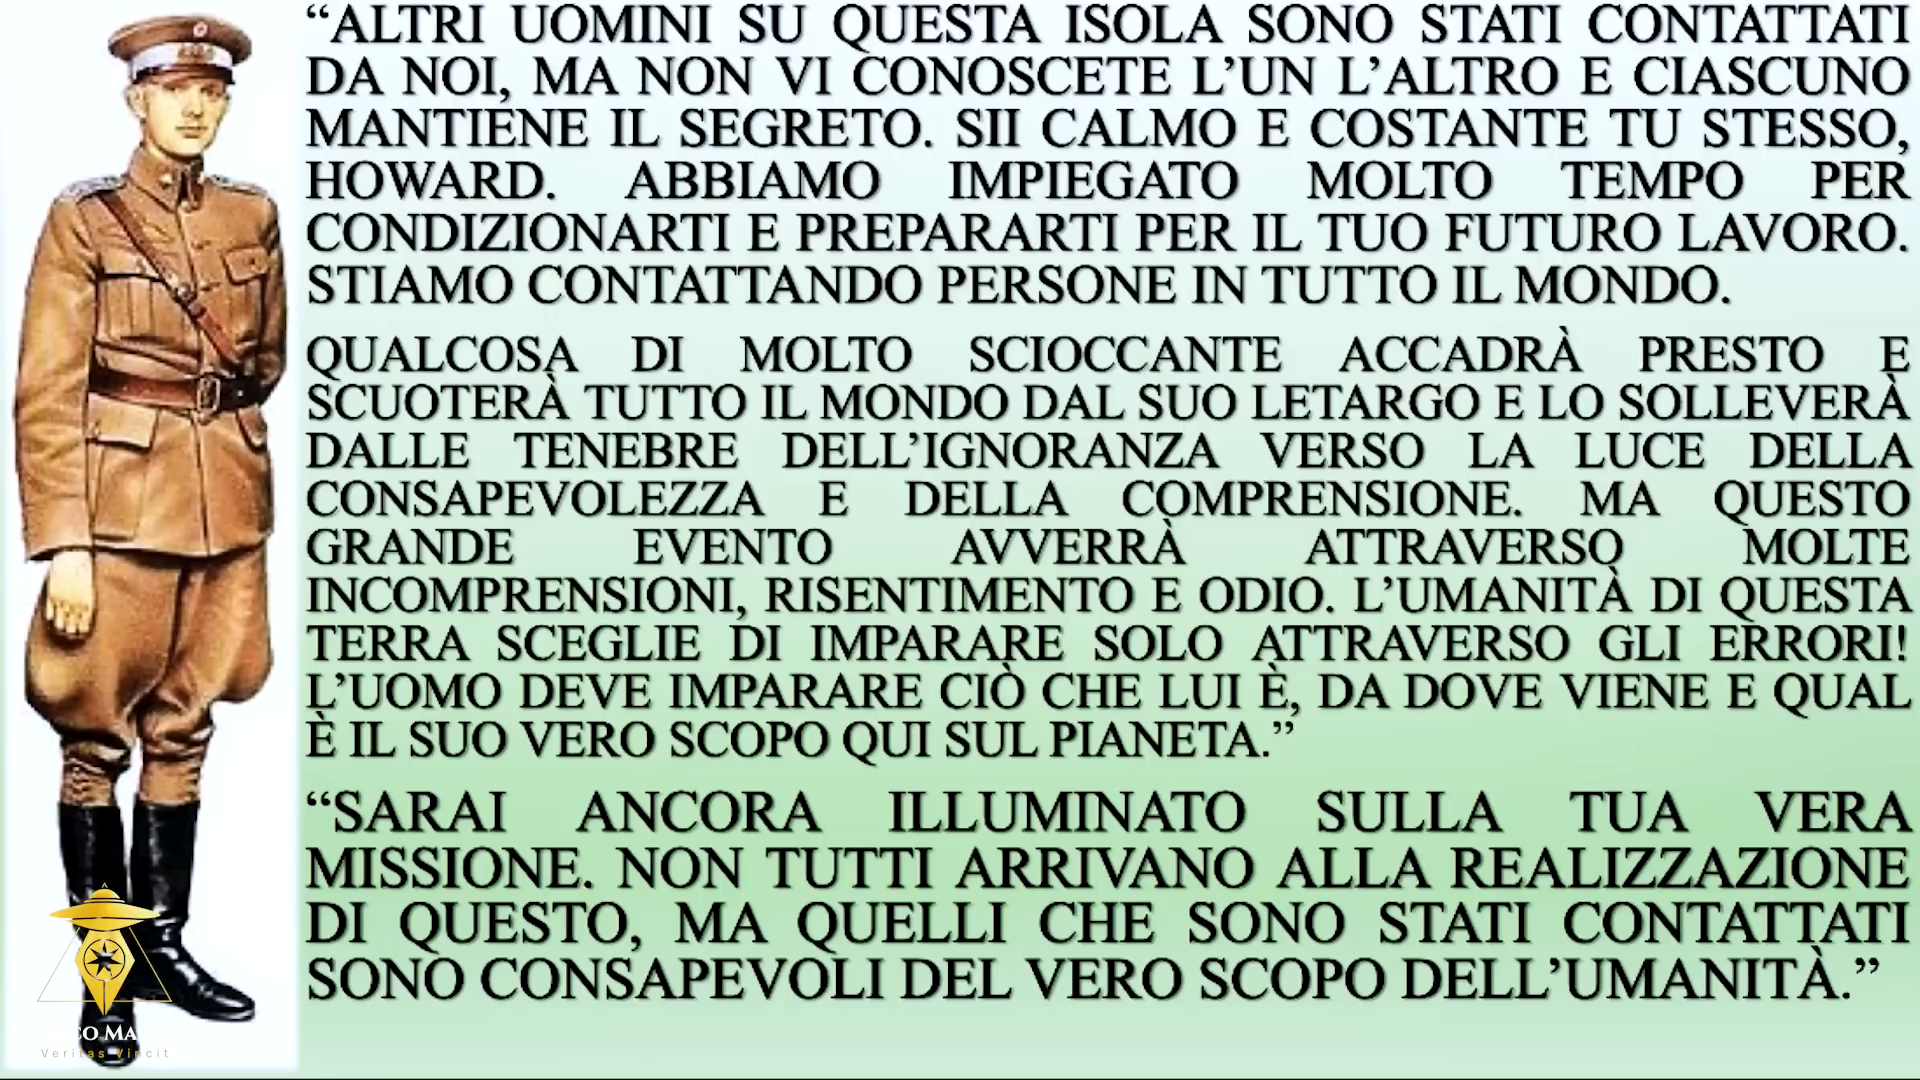 “ALTRI UOMINI SU QUESTA ISOLA SONO STATI CONTATTATI
DA NOI, MA NON VI CONOSCETE L’UN L’ALTRO E CIASCUNO
MANTIENE IL SEGRETO. SII CALMO E COSTANTE TU STESSO,
HOWARD. ABBIAMO IMPIEGATO MOLTO TEMPO PER
CONDIZIONARTI E PREPARARTI PER IL TUO FUTURO LAVORO.
STIAMO CONTATTANDO PERSONE IN TUTTO IL MONDO.
QUALCOSA DI MOLTO SCIOCCANTE ACCADRÀ PRESTO E
SCUOTERÀ TUTTO IL MONDO DAL SUO LETARGO E LO SOLLEVERÀ
DALLE TENEBRE DELL’IGNORANZA VERSO LA LUCE DELLA
CONSAPEVOLEZZA E DELLA COMPRENSIONE. MA QUESTO
GRANDE EVENTO AVVERRÀ ATTRAVERSO MOLTE
INCOMPRENSIONI, RISENTIMENTO E ODIO. L’UMANITÀ DI QUESTA
TERRA SCEGLIE DI IMPARARE SOLO ATTRAVERSO GLI ERRORI!
L’UOMO DEVE IMPARARE CIÒ CHE LUI È, DA DOVE VIENE E QUAL
È IL SUO VERO SCOPO QUI SUL PIANETA.”
“SARAI ANCORA ILLUMINATO SULLA TUA VERA
MISSIONE. NON TUTTI ARRIVANO ALLA REALIZZAZIONE
DI QUESTO, MA QUELLI CHE SONO STATI CONTATTATI
SONO CONSAPEVOLI DEL VERO SCOPO DELL’UMANITÀ.”
Veritas Vincit